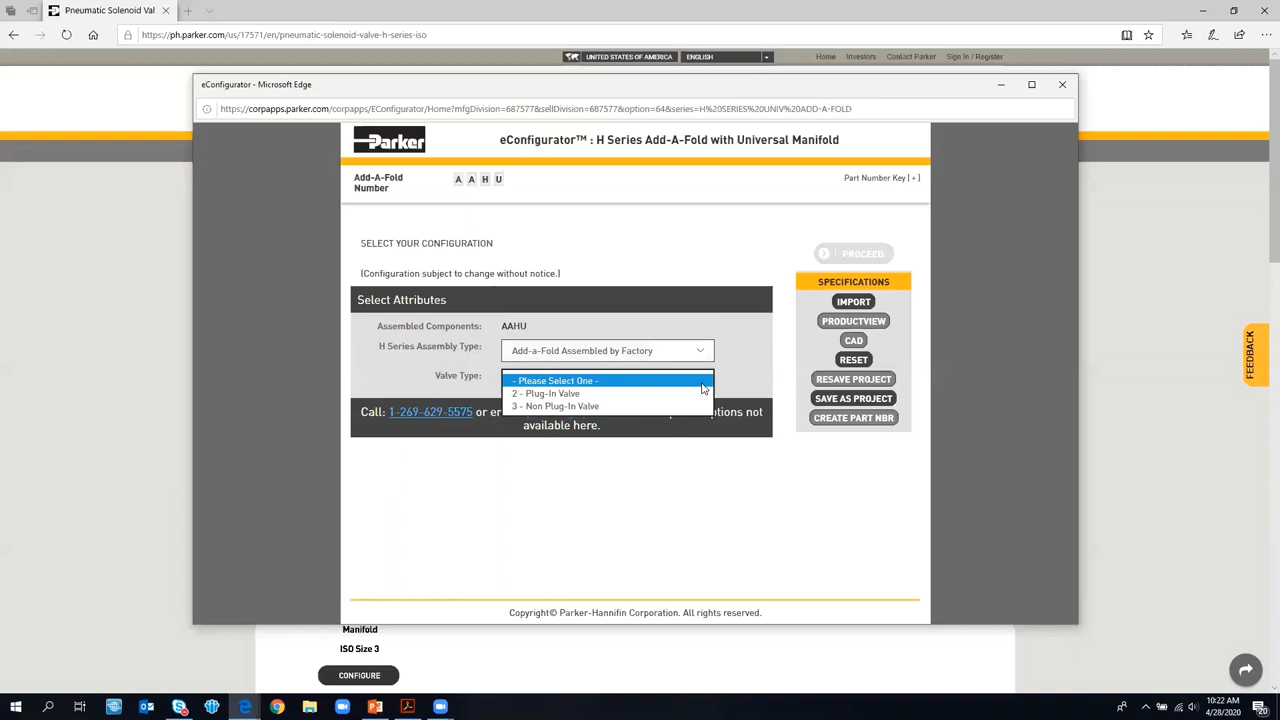 Pneumatic Solenoid Val
https://ph.parker.com/us/17571/en/pneumatic-solenoid-valve-h-series-iso
UNITED STATES OF AMERICA ENGLISH Home Investors Contact Parker Sign In / Register
eConfigurator - Microsoft Edge
https://corpapps.parker.com/corpapps/EConfigurator/Home?mfgDivision=687577&sellDivision=687577&option=64&series=H%20SERIES%20UNIV%20ADD-A-FOLD
Parker eConfigurator™ : H Series Add-A-Fold with Universal Manifold
Add-A-Fold Number A A H U Part Number Key [ + ]
SELECT YOUR CONFIGURATION
PROCEED
(Configuration subject to change without notice.)
SPECIFICATIONS
Select Attributes
IMPORT
PRODUCTVIEW
Assembled Components: AAHU
CAD
H Series Assembly Type: Add-a-Fold Assembled by Factory
RESET
Valve Type: - Please Select One -
RESAVE PROJECT
2 - Plug-In Valve
SAVE AS PROJECT
3 - Non Plug-In Valve
Call: 1-269-629-5575 or er ptions not
CREATE PART NBR
available here.
FEEDBACK
Copyright© Parker-Hannifin Corporation. All rights reserved.
Manifold
ISO Size 3
CONFIGURE
10:22 AM
4/28/2020
20